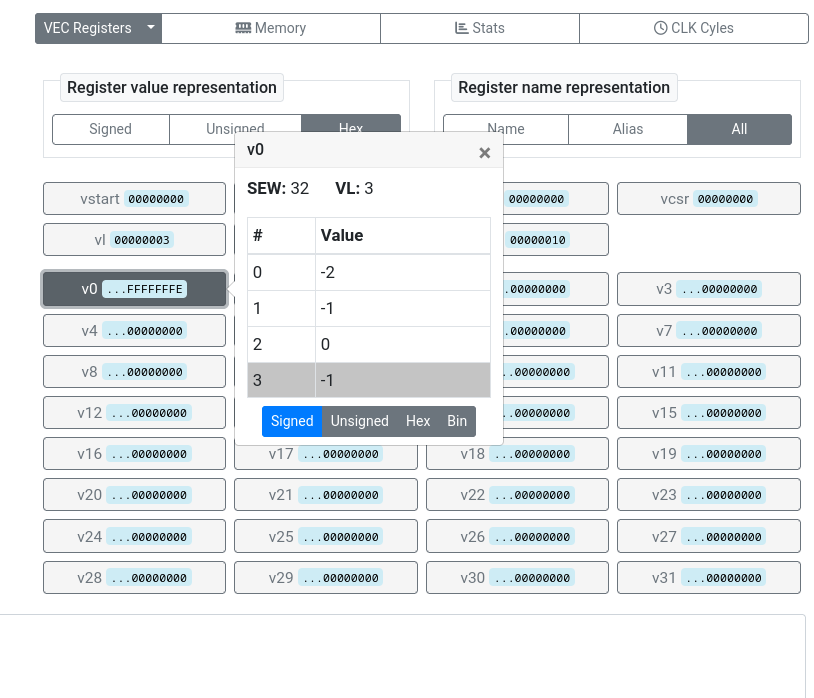 VEC Registers Memory Stats CLK Cyles
Register value representation Register name representation
Signed Unsigned Hex Name Alias All
v0 ×
SEW: 32 VL: 3
# Value
0 -2
1 -1
2 0
3 -1
Signed Unsigned Hex Bin
vstart 00000000 00000000 vcsr 00000000
vl 00000003 00000010
v0 ...FFFFFFFE .00000000 v3 ...00000000
v4 ...00000000 .00000000 v7 ...00000000
v8 ...00000000 ..00000000 v11 ...00000000
v12 ...00000000 ..00000000 v15 ...00000000
v16 ...00000000 v17 ...00000000 v18 ...00000000 v19 ...00000000
v20 ...00000000 v21 ...00000000 v22 ...00000000 v23 ...00000000
v24 ...00000000 v25 ...00000000 v26 ...00000000 v27 ...00000000
v28 ...00000000 v29 ...00000000 v30 ...00000000 v31 ...00000000